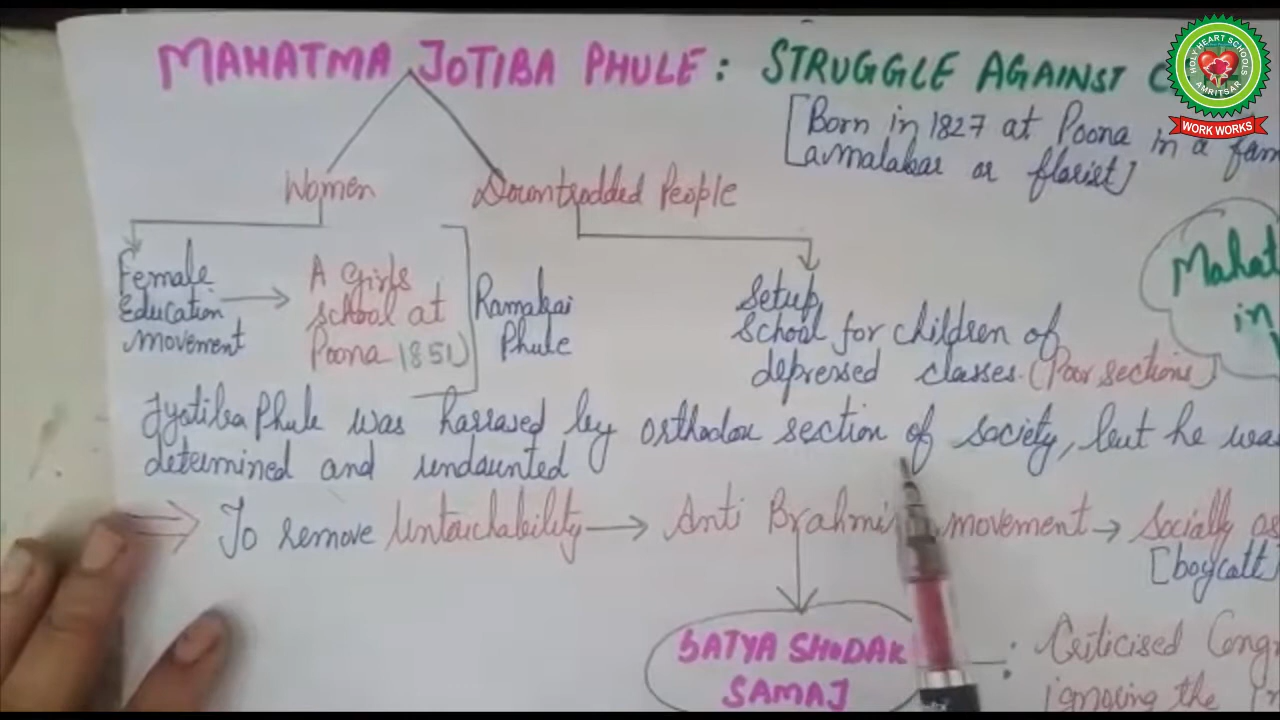 MAHATMA JOTIBA PHULE: STRUGGLE AGAINST
[Born in 1827 at Poona in a
a malakar or florist]
Women
Downtrodded People
Female
Education
movement
A Girls
school at
Poona 1851
Ramabai
Phule
Setup
School for children of
depressed classes. (Poor sections)
Mahat
in
Jyotiba Phule was harrased by orthodox section of society, but he was
determined and undaunted
To remove Untouchability → Anti Brahmin movement → Socially
[boycott
SATYA SHODAK
SAMAJ
: Criticised Congr
ignoring the
HOLY HEART SCHOOLS
AMRITSAR
WORK WORKS